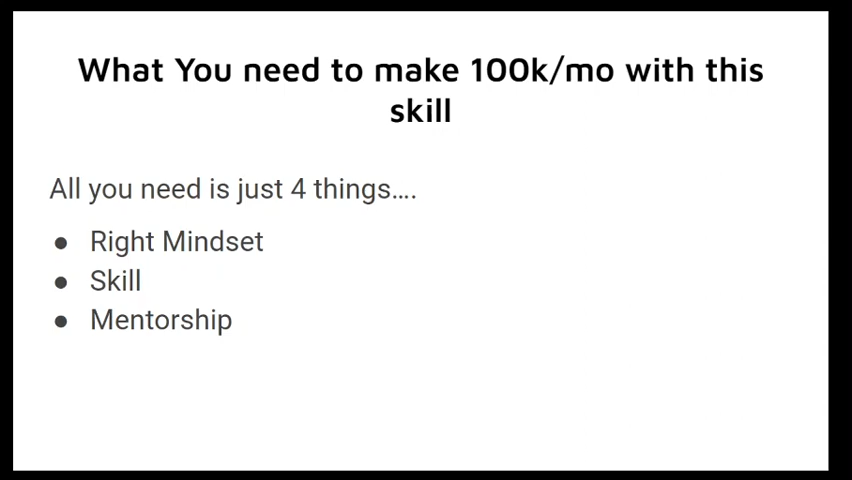 What You need to make 100k/mo with this
skill
All you need is just 4 things....
● Right Mindset
● Skill
● Mentorship